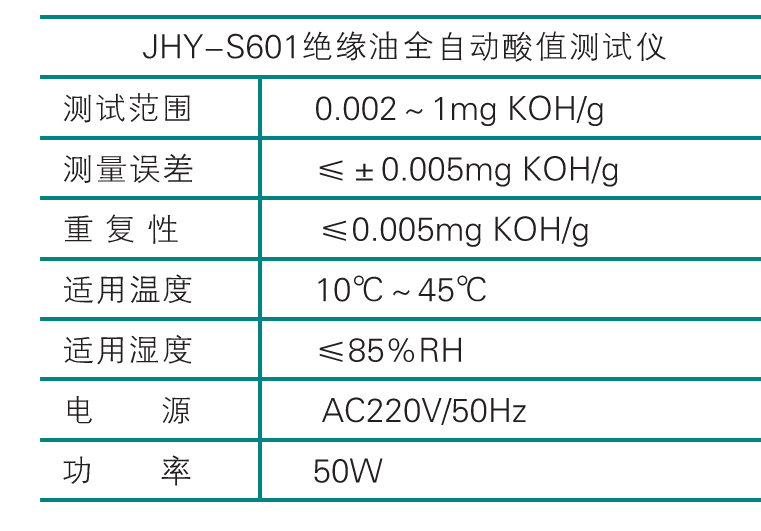 JHY-S601绝缘油全自动酸值测试仪
测试范围 0.002～1mg KOH/g
测量误差 ≤±0.005mg KOH/g
重复性 ≤0.005mg KOH/g
适用温度 10℃～45℃
适用湿度 ≤85%RH
电 源 AC220V/50Hz
功 率 50W